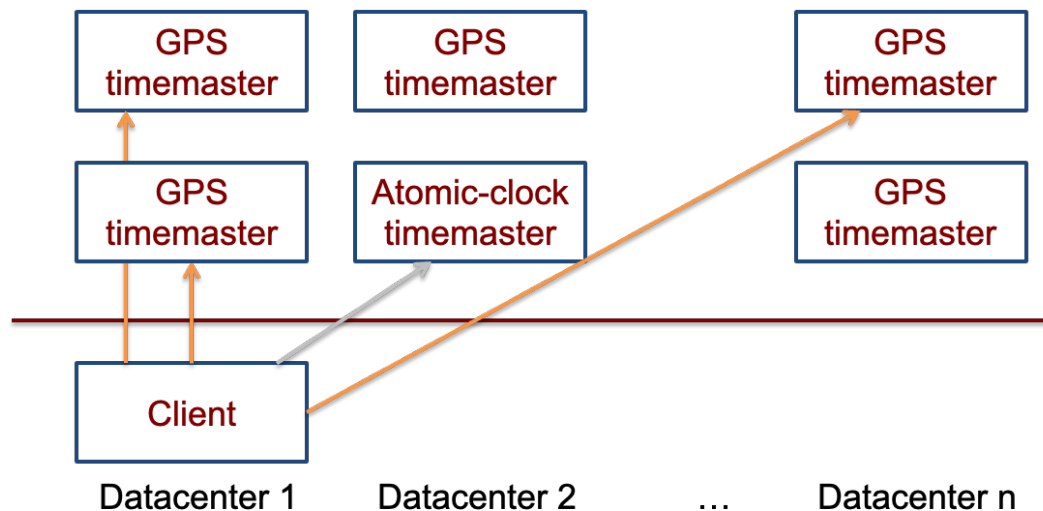 GPS
timemaster
GPS
timemaster
GPS
timemaster
GPS
timemaster
Atomic-clock
timemaster
GPS
timemaster
Client
Datacenter 1
Datacenter 2
...
Datacenter n